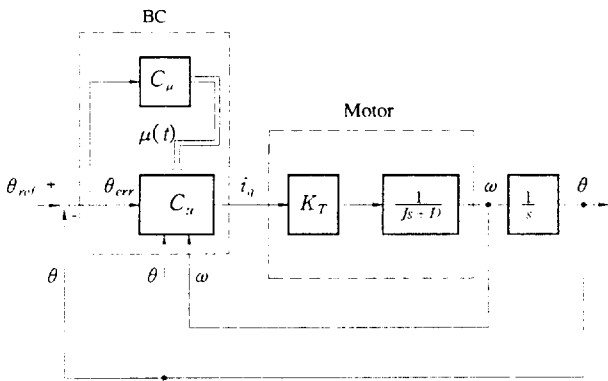 BC
C_μ
μ(t)
Motor
θ_ref + -
θ_err
C_u
i_q
K_T
1
Js + D
ω
1
s
θ
θ
θ
ω